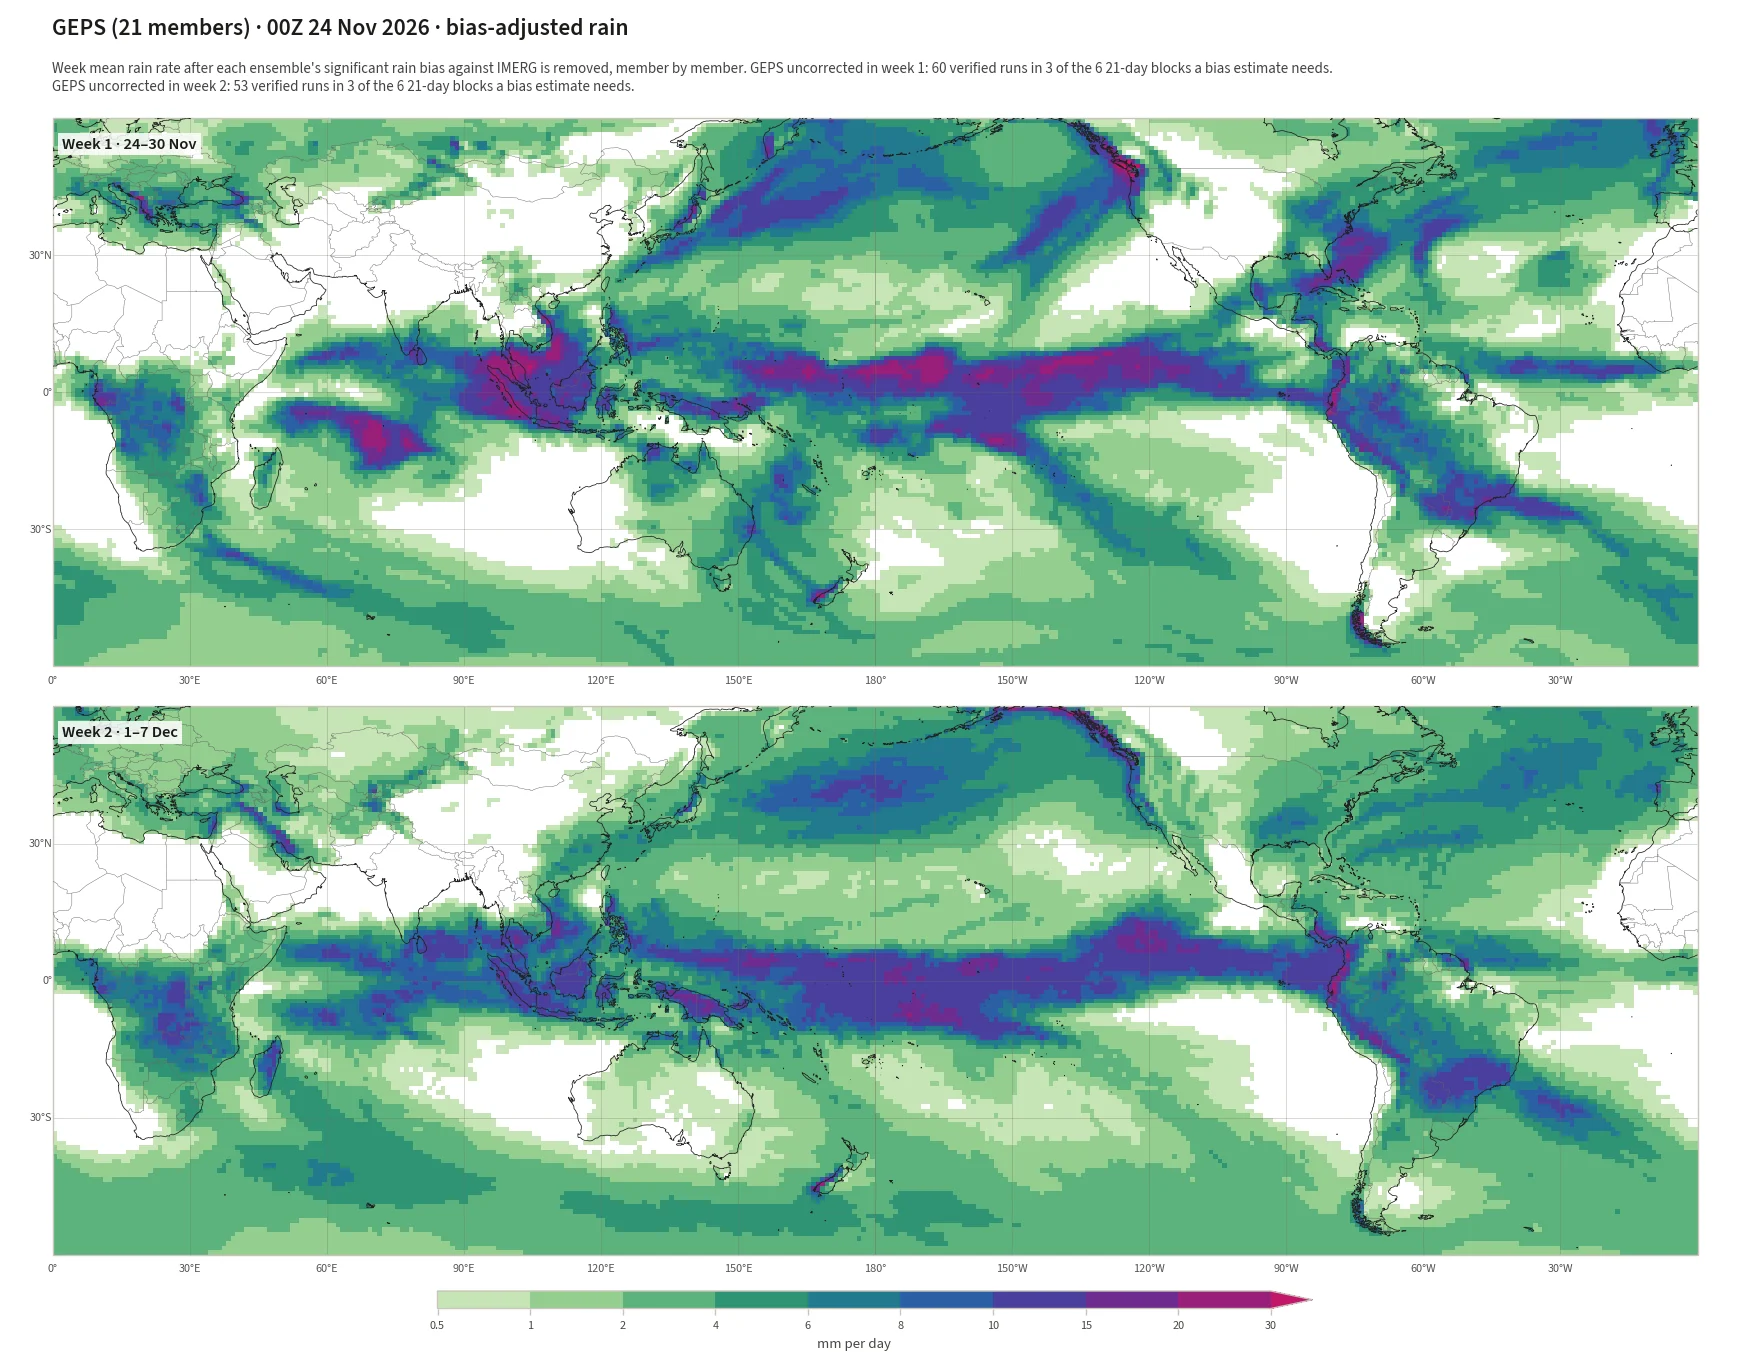 GEPS (21 members) · 00Z 24 Nov 2026 · bias-adjusted rain
Week mean rain rate after each ensemble's significant rain bias against IMERG is removed, member by member. GEPS uncorrected in week 1: 60 verified runs in 3 of the 6 21-day blocks a bias estimate needs.
GEPS uncorrected in week 2: 53 verified runs in 3 of the 6 21-day blocks a bias estimate needs.
Week 1 · 24–30 Nov
30°N
0°
30°S
0° 30°E 60°E 90°E 120°E 150°E 180° 150°W 120°W 90°W 60°W 30°W
Week 2 · 1–7 Dec
30°N
0°
30°S
0° 30°E 60°E 90°E 120°E 150°E 180° 150°W 120°W 90°W 60°W 30°W
0.5 1 2 4 6 8 10 15 20 30
mm per day